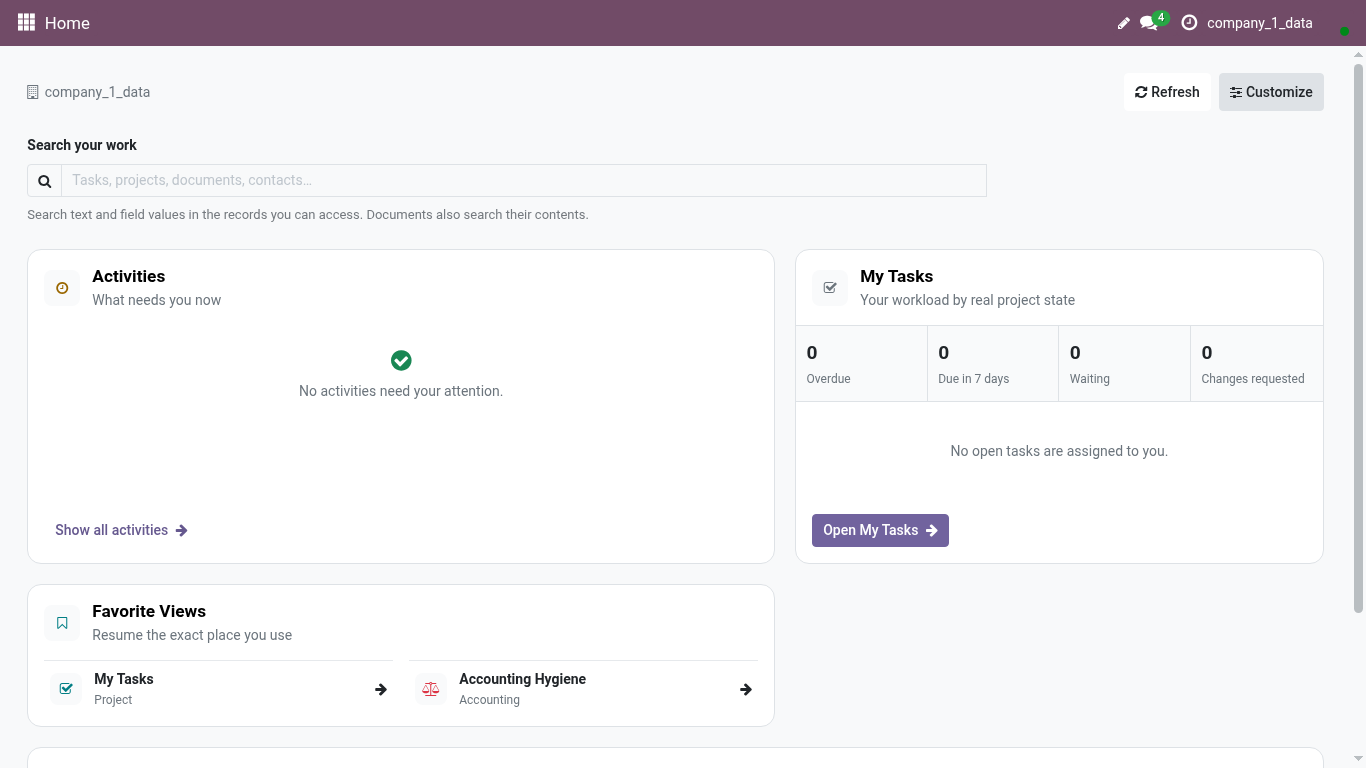 Home
4
company_1_data
company_1_data
Refresh
Customize
Search your work
Tasks, projects, documents, contacts...
Search text and field values in the records you can access. Documents also search their contents.
Activities
What needs you now
No activities need your attention.
Show all activities
My Tasks
Your workload by real project state
0
Overdue
0
Due in 7 days
0
Waiting
0
Changes requested
No open tasks are assigned to you.
Open My Tasks
Favorite Views
Resume the exact place you use
My Tasks
Project
Accounting Hygiene
Accounting